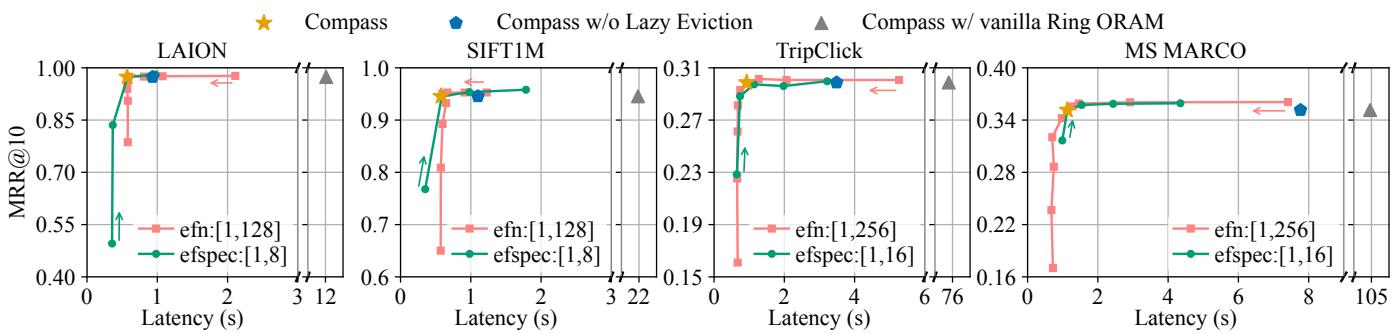 Compass Compass w/o Lazy Eviction Compass w/ vanilla Ring ORAM
LAION SIFT1M TripClick MS MARCO
MRR@10
1.00
0.85
0.70
0.55
0.40
efn:[1,128]
efspec:[1,8]
0 1 2 3 12
Latency (s)
1.0
0.9
0.8
0.7
0.6
efn:[1,128]
efspec:[1,8]
0 1 2 3 22
Latency (s)
0.31
0.27
0.23
0.19
0.15
efn:[1,256]
efspec:[1,16]
0 2 4 6 76
Latency (s)
0.40
0.34
0.28
0.22
0.16
efn:[1,256]
efspec:[1,16]
0 2 4 6 8 105
Latency (s)